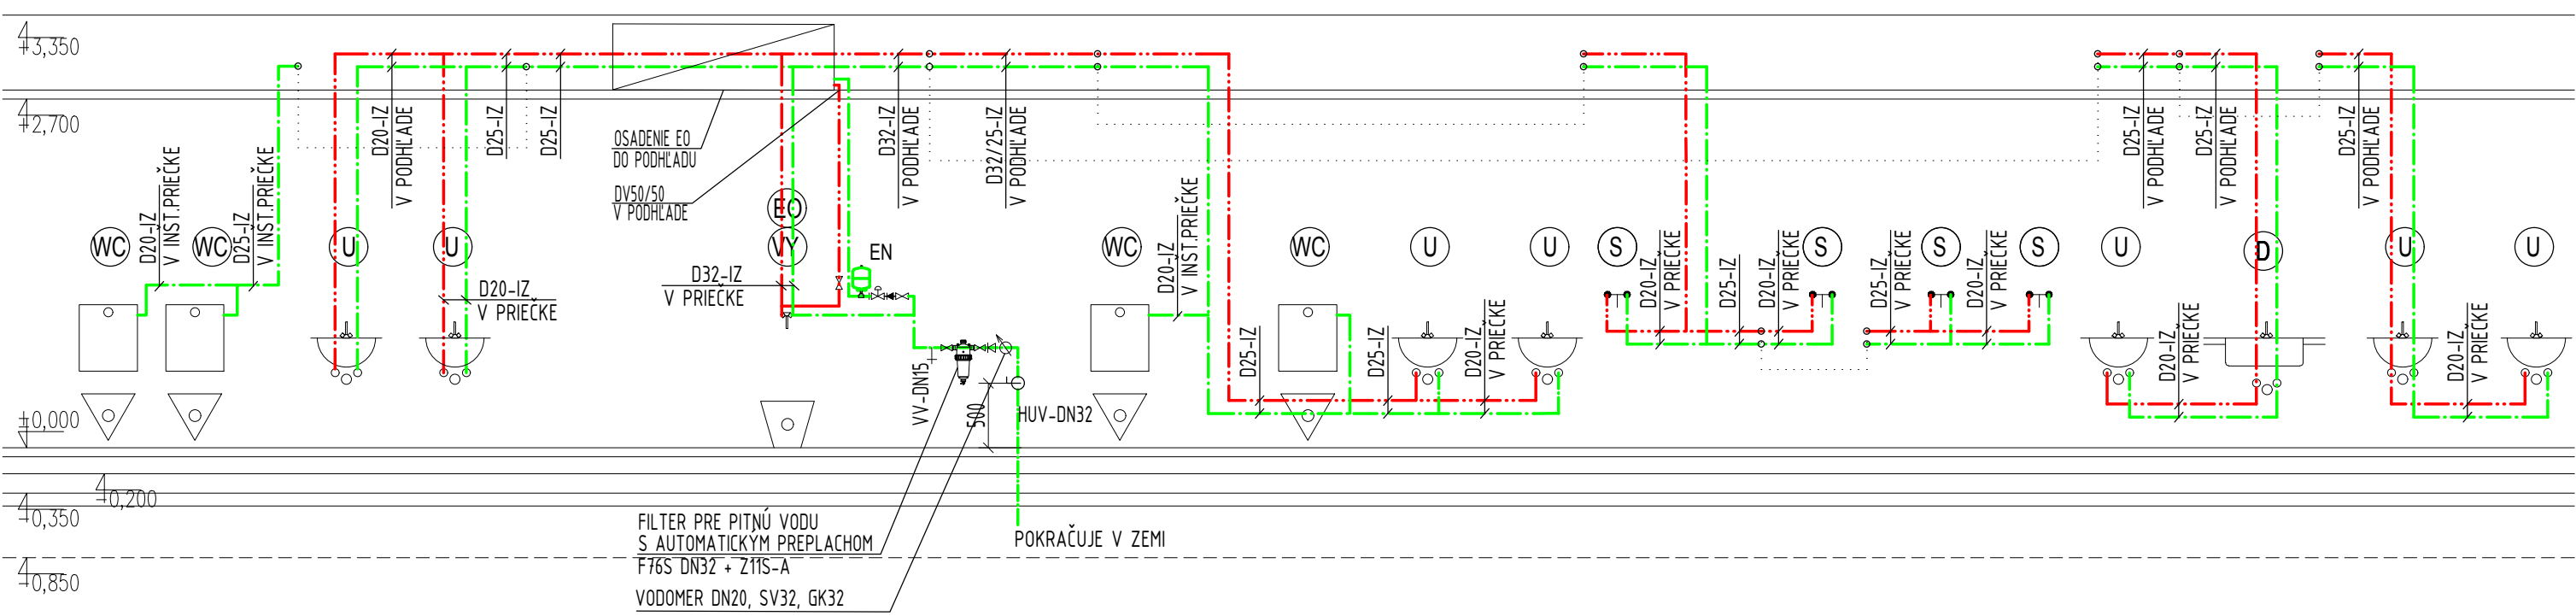 +3,350
+2,700
±0,000
+0,200
+0,350
+0,850
WC
D20-IZ
V INŠT.PRIEČKE
WC
D25-IZ
V INŠT.PRIEČKE
U
D20-IZ
V PODHĽADE
U
D25-IZ
D25-IZ
D20-IZ
V PRIEČKE
OSADENIE EO
DO PODHĽADU
DV50/50
V PODHĽADE
EO
VY
EN
D32-IZ
V PRIEČKE
D32-IZ
V PODHĽADE
D32/25-IZ
V PODHĽADE
VV-DN15
500
HUV-DN32
FILTER PRE PITNÚ VODU
S AUTOMATICKÝM PREPLACHOM
F76S DN32 + Z11S-A
VODOMER DN20, SV32, GK32
POKRAČUJE V ZEMI
WC
D20-IZ
V INŠT.PRIEČKE
D25-IZ
WC
D25-IZ
U
D20-IZ
V PRIEČKE
U
S
D20-IZ
V PRIEČKE
D25-IZ
D20-IZ
V PRIEČKE
S
D25-IZ
V PRIEČKE
S
D20-IZ
V PRIEČKE
S
U
D25-IZ
V PODHĽADE
D25-IZ
V PODHĽADE
D20-IZ
V PRIEČKE
D
D25-IZ
V PODHĽADE
U
D20-IZ
V PRIEČKE
U